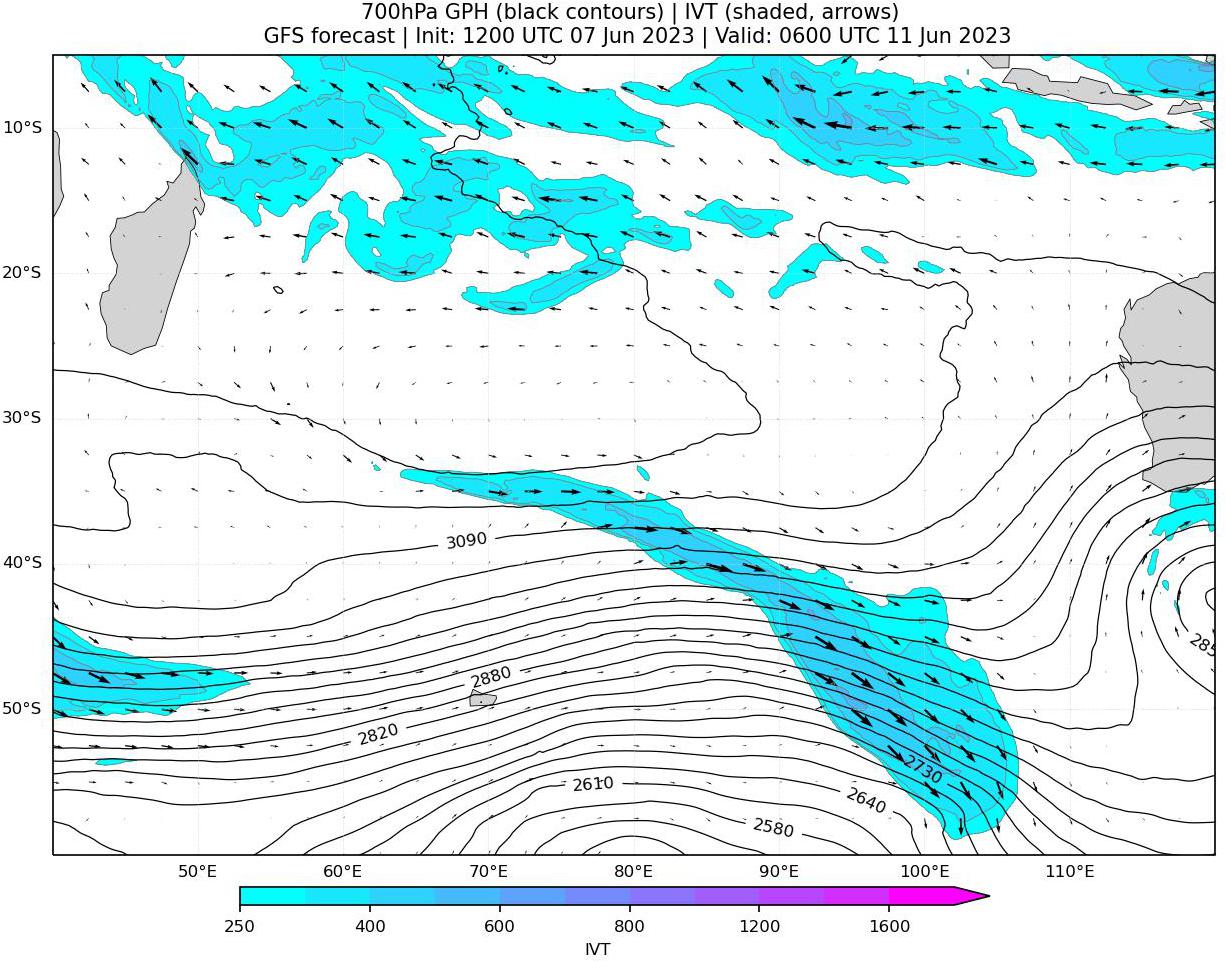 700hPa GPH (black contours) | IVT (shaded, arrows)
GFS forecast | Init: 1200 UTC 07 Jun 2023 | Valid: 0600 UTC 11 Jun 2023
10°S
20°S
30°S
40°S
50°S
3090
2880
2820
2610
2580
2640
2730
285
50°E 60°E 70°E 80°E 90°E 100°E 110°E
250 400 600 800 1200 1600
IVT